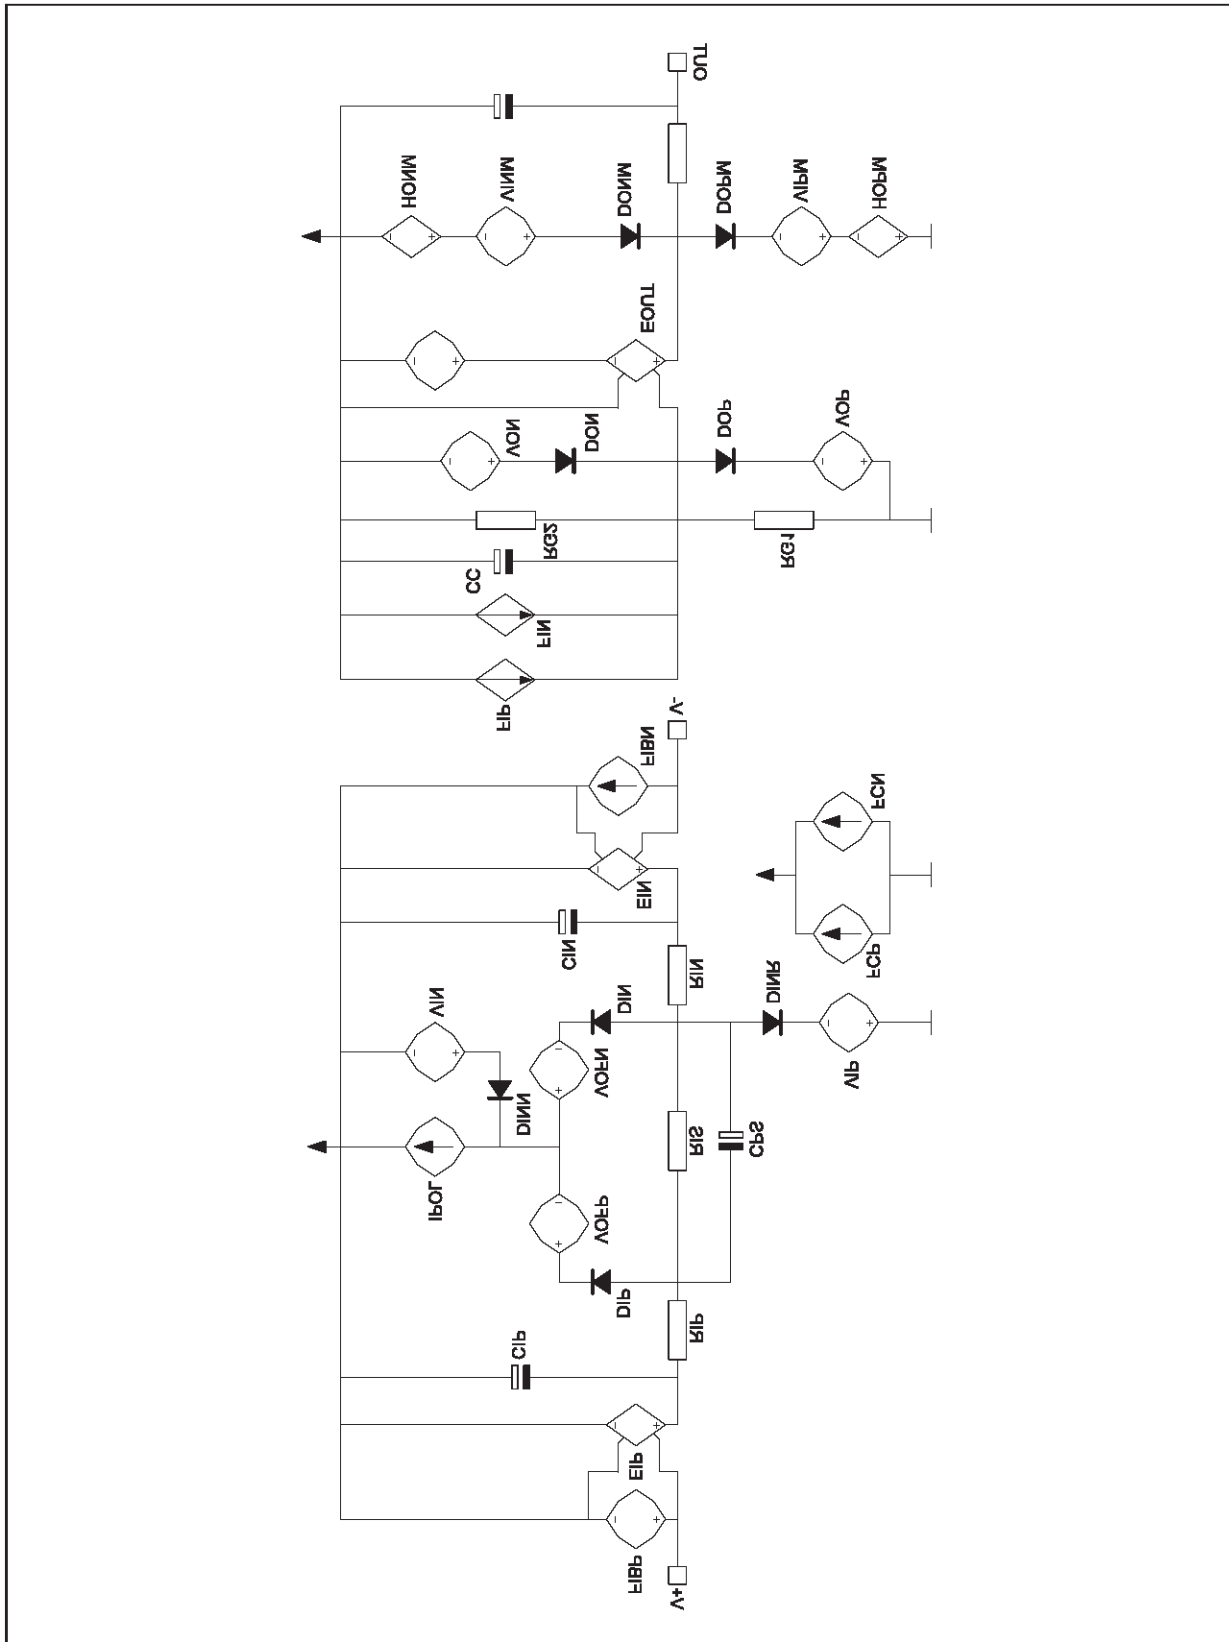 OUT
HONM
VINM
DONM
DOPM
VIPM
HOPM
EOUT
VON
DON
DOP
VOP
RG2
RG1
CC
FIN
FIP
V-
FIBN
FCN
EIN
CIN
RIN
FCP
VIN
DIN
DINR
VOFN
VIP
DINN
RIS
CPS
IPOL
VOFP
DIP
RIP
CIP
EIP
FIBP
V+